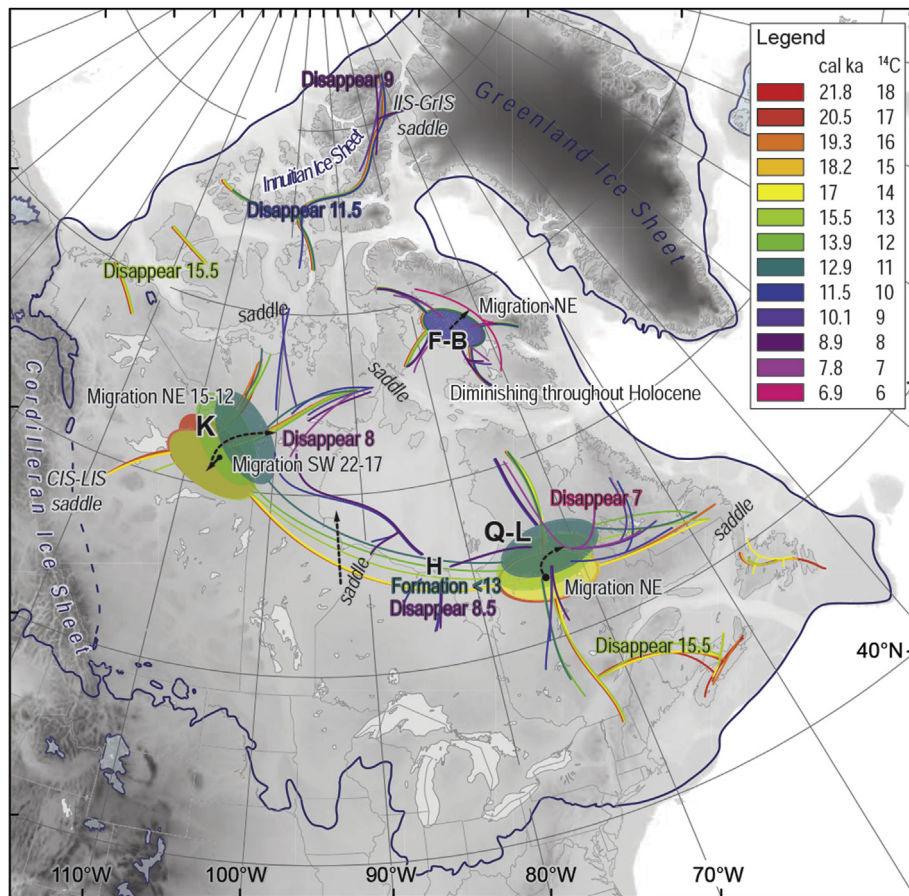 Disappear 9
IIS-GrIS
saddle
Innuitian Ice Sheet
Greenland Ice Sheet
Disappear 11.5
Disappear 15.5
saddle
Migration NE
F-B
saddle
Diminishing throughout Holocene
Cordilleran Ice Sheet
Migration NE 15-12
K
Disappear 8
Migration SW 22-17
CIS-LIS
saddle
Disappear 7
saddle
Q-L
H
saddle
Formation <13
Disappear 8.5
Migration NE
Disappear 15.5
40°N
110°W
100°W
90°W
80°W
70°W
Legend
cal ka 14C
21.8 18
20.5 17
19.3 16
18.2 15
17 14
15.5 13
13.9 12
12.9 11
11.5 10
10.1 9
8.9 8
7.8 7
6.9 6